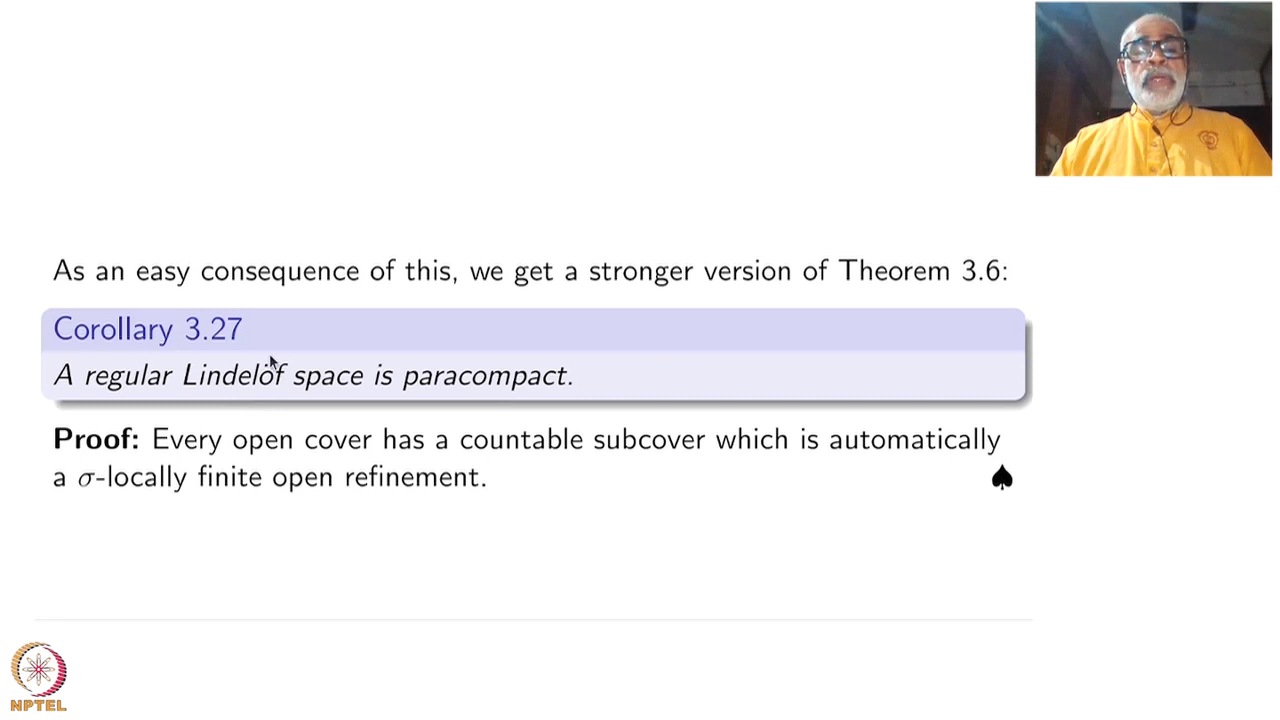 As an easy consequence of this, we get a stronger version of Theorem 3.6:
Corollary 3.27
A regular Lindelöf space is paracompact.
Proof: Every open cover has a countable subcover which is automatically
a σ-locally finite open refinement. ♠
NPTEL